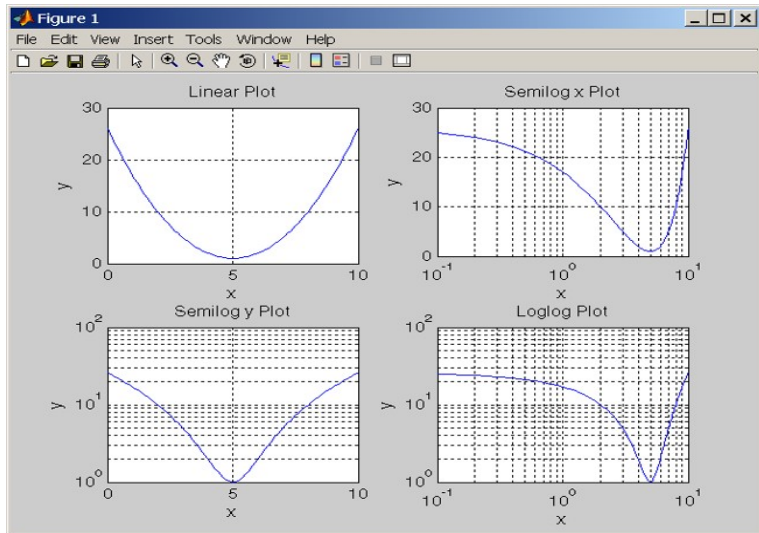 Figure 1
File Edit View Insert Tools Window Help
Linear Plot
30
20
10
0
y
0 5 10
x
Semilog x Plot
30
20
10
0
y
10^-1 10^0 10^1
x
Semilog y Plot
10^2
10^1
10^0
y
0 5 10
x
Loglog Plot
10^2
10^1
10^0
y
10^-1 10^0 10^1
x